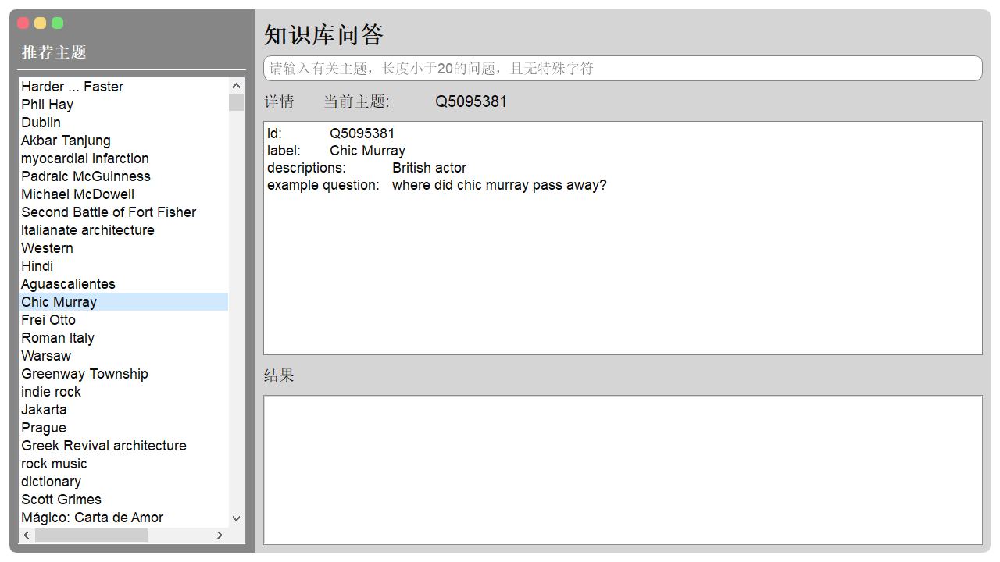 推荐主题
Harder ... Faster
Phil Hay
Dublin
Akbar Tanjung
myocardial infarction
Padraic McGuinness
Michael McDowell
Second Battle of Fort Fisher
Italianate architecture
Western
Hindi
Aguascalientes
Chic Murray
Frei Otto
Roman Italy
Warsaw
Greenway Township
indie rock
Jakarta
Prague
Greek Revival architecture
rock music
dictionary
Scott Grimes
Mágico: Carta de Amor
知识库问答
请输入有关主题，长度小于20的问题，且无特殊字符
详情 当前主题: Q5095381
id: Q5095381
label: Chic Murray
descriptions: British actor
example question: where did chic murray pass away?
结果